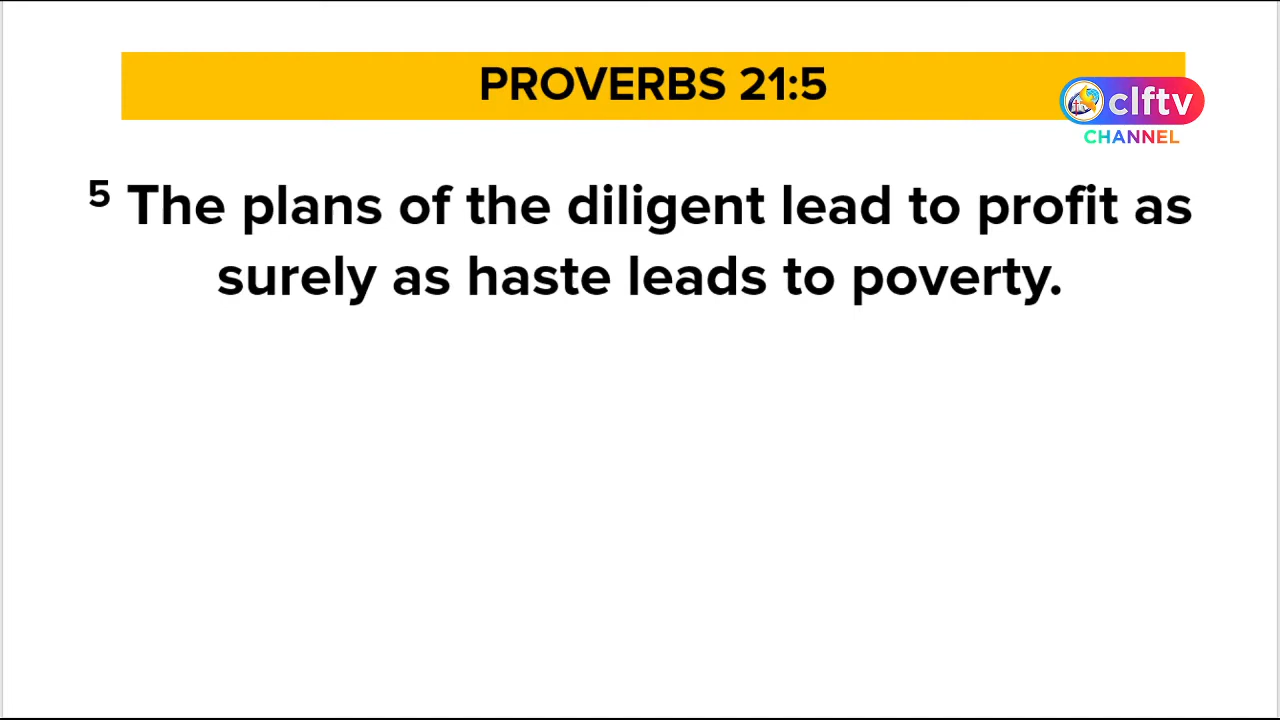 PROVERBS 21:5
clftv
CHANNEL
5 The plans of the diligent lead to profit as
surely as haste leads to poverty.